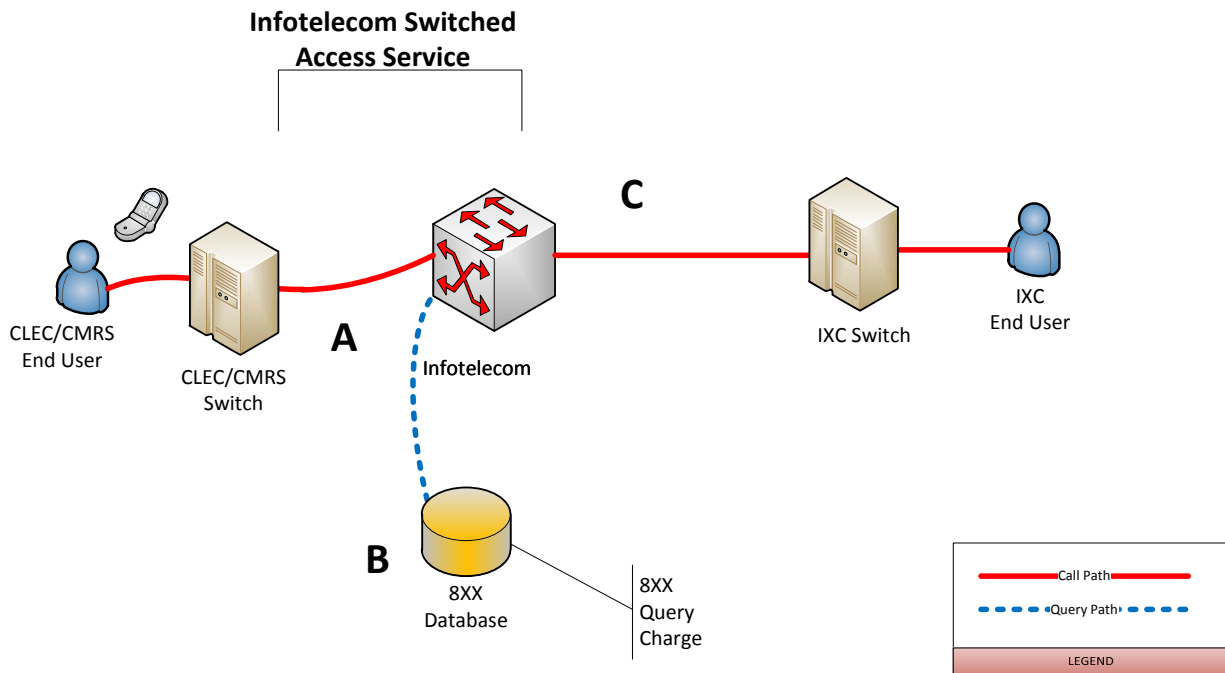 Infotelecom Switched
Access Service
C
CLEC/CMRS
End User
A
CLEC/CMRS
Switch
Infotelecom
IXC Switch
IXC
End User
B
8XX
Database
8XX
Query
Charge
Call Path
Query Path
LEGEND